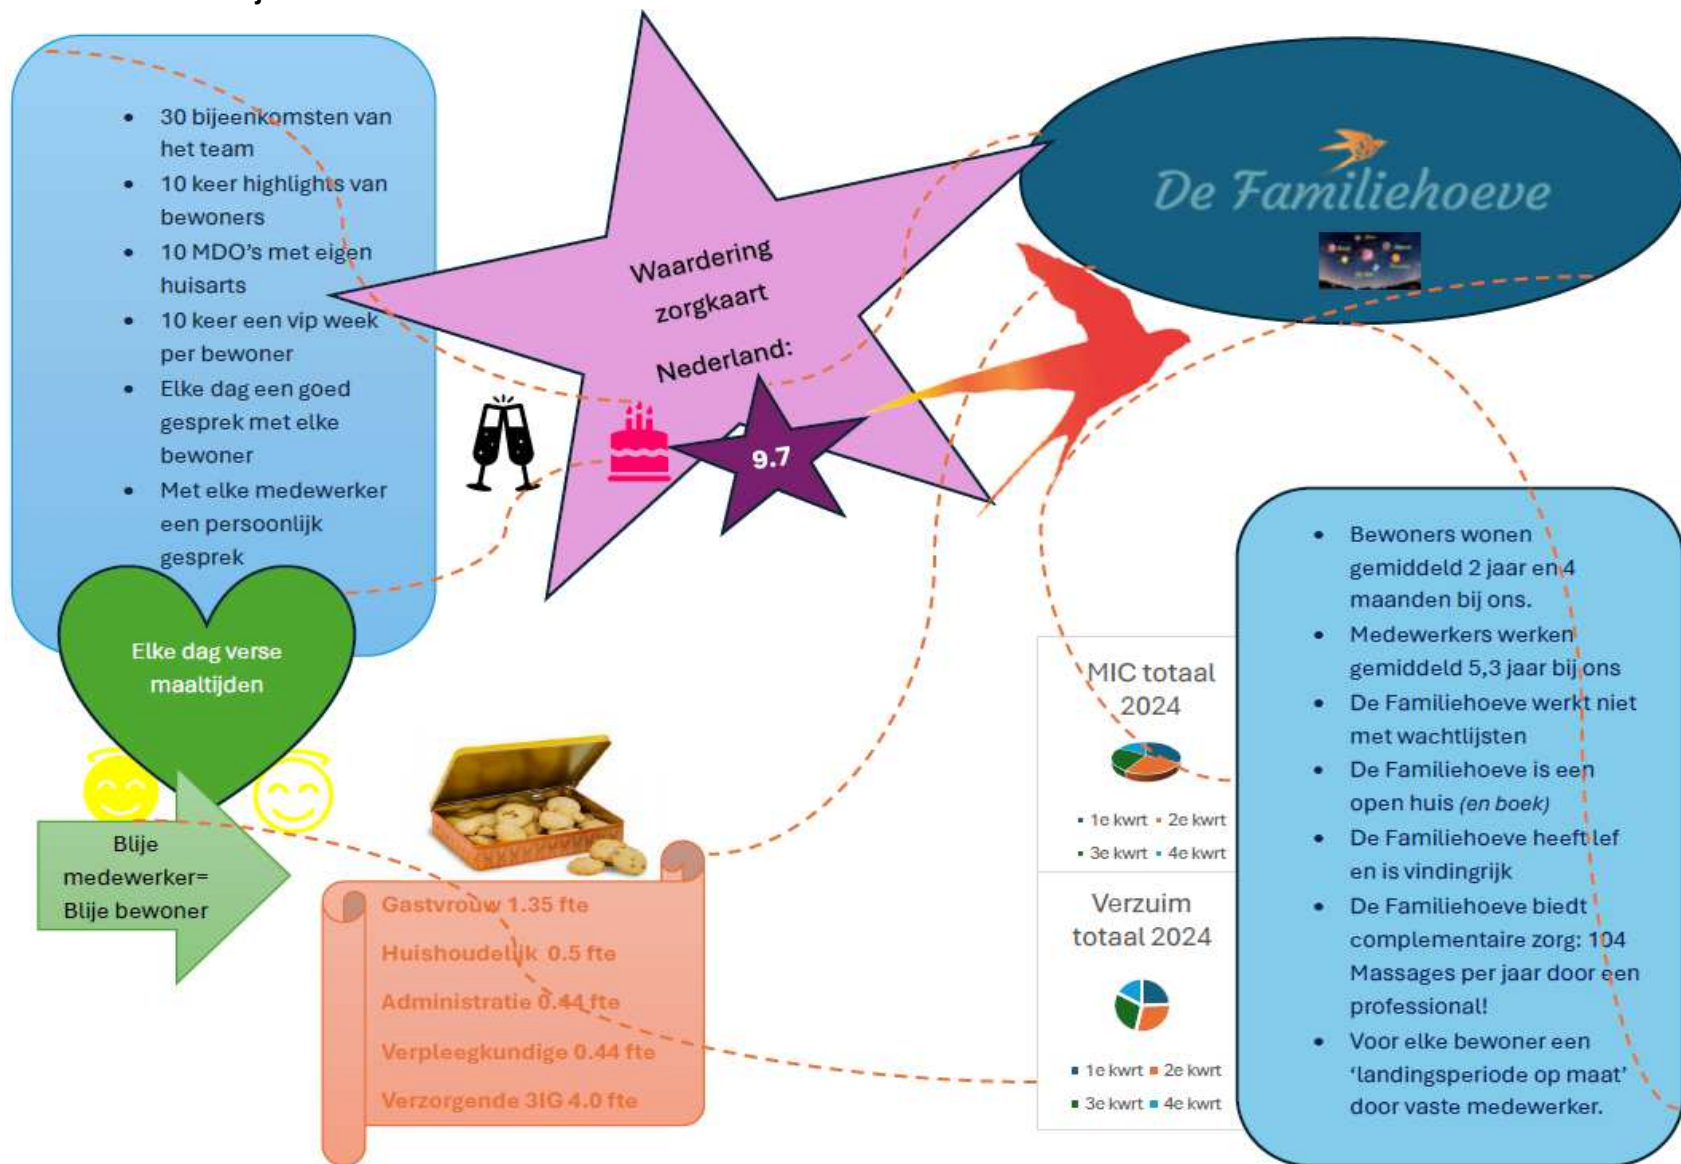 30 bijeenkomsten van
het team
10 keer highlights van
bewoners
10 MDO's met eigen
huisarts
10 keer een vip week
per bewoner
Elke dag een goed
gesprek met elke
bewoner
Met elke medewerker
een persoonlijk
gesprek
Waardering
zorgkaart
Nederland:
9.7
De Familiehoeve
Elke dag verse
maaltijden
Blije
medewerker=
Blije bewoner
Gastvrouw 1.35 fte
Huishoudelijk 0.5 fte
Administratie 0.44 fte
Verpleegkundige 0.44 fte
Verzorgende 3IG 4.0 fte
MIC totaal
2024
1e kwrt 2e kwrt
3e kwrt 4e kwrt
Verzuim
totaal 2024
1e kwrt 2e kwrt
3e kwrt 4e kwrt
Bewoners wonen
gemiddeld 2 jaar en 4
maanden bij ons.
Medewerkers werken
gemiddeld 5,3 jaar bij ons
De Familiehoeve werkt niet
met wachtlijsten
De Familiehoeve is een
open huis (en boek)
De Familiehoeve heeft lef
en is vindingrijk
De Familiehoeve biedt
complementaire zorg: 104
Massages per jaar door een
professional!
Voor elke bewoner een
‘landingsperiode op maat’
door vaste medewerker.